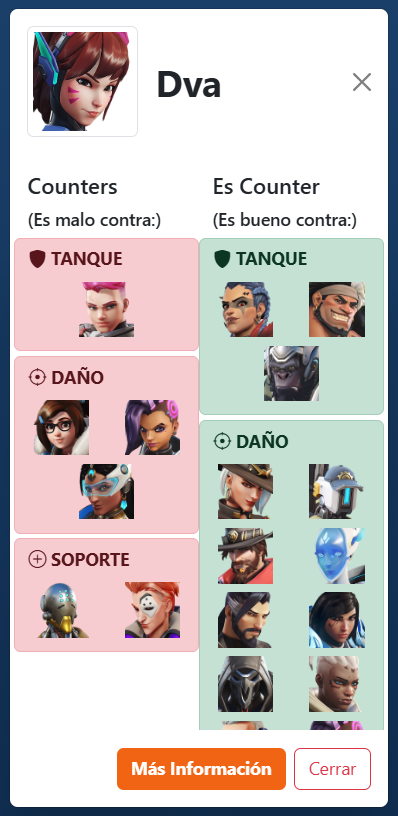 Dva
Counters
(Es malo contra:)
TANQUE
DAÑO
SOPORTE
Es Counter
(Es bueno contra:)
TANQUE
DAÑO
Más Información
Cerrar